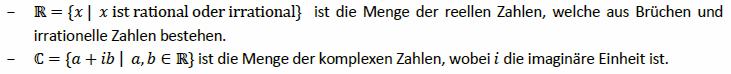 – ℝ = {x | x ist rational oder irrational} ist die Menge der reellen Zahlen, welche aus Brüchen und
irrationelle Zahlen bestehen.
– ℂ = {a + ib | a, b ∈ ℝ} ist die Menge der komplexen Zahlen, wobei i die imaginäre Einheit ist.